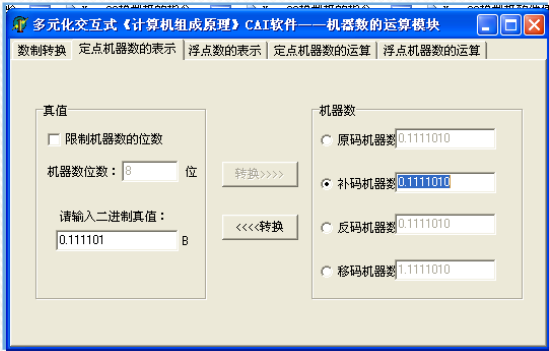 多元化交互式《计算机组成原理》CAI软件——机器数的运算模块
数制转换 定点机器数的表示 浮点数的表示 定点机器数的运算 浮点机器数的运算
真值
限制机器数的位数
机器数位数：8 位
请输入二进制真值：
0.111101 B
转换>>>>
<<<<转换
机器数
原码机器数 0.1111010
补码机器数 0.1111010
反码机器数 0.1111010
移码机器数 1.1111010